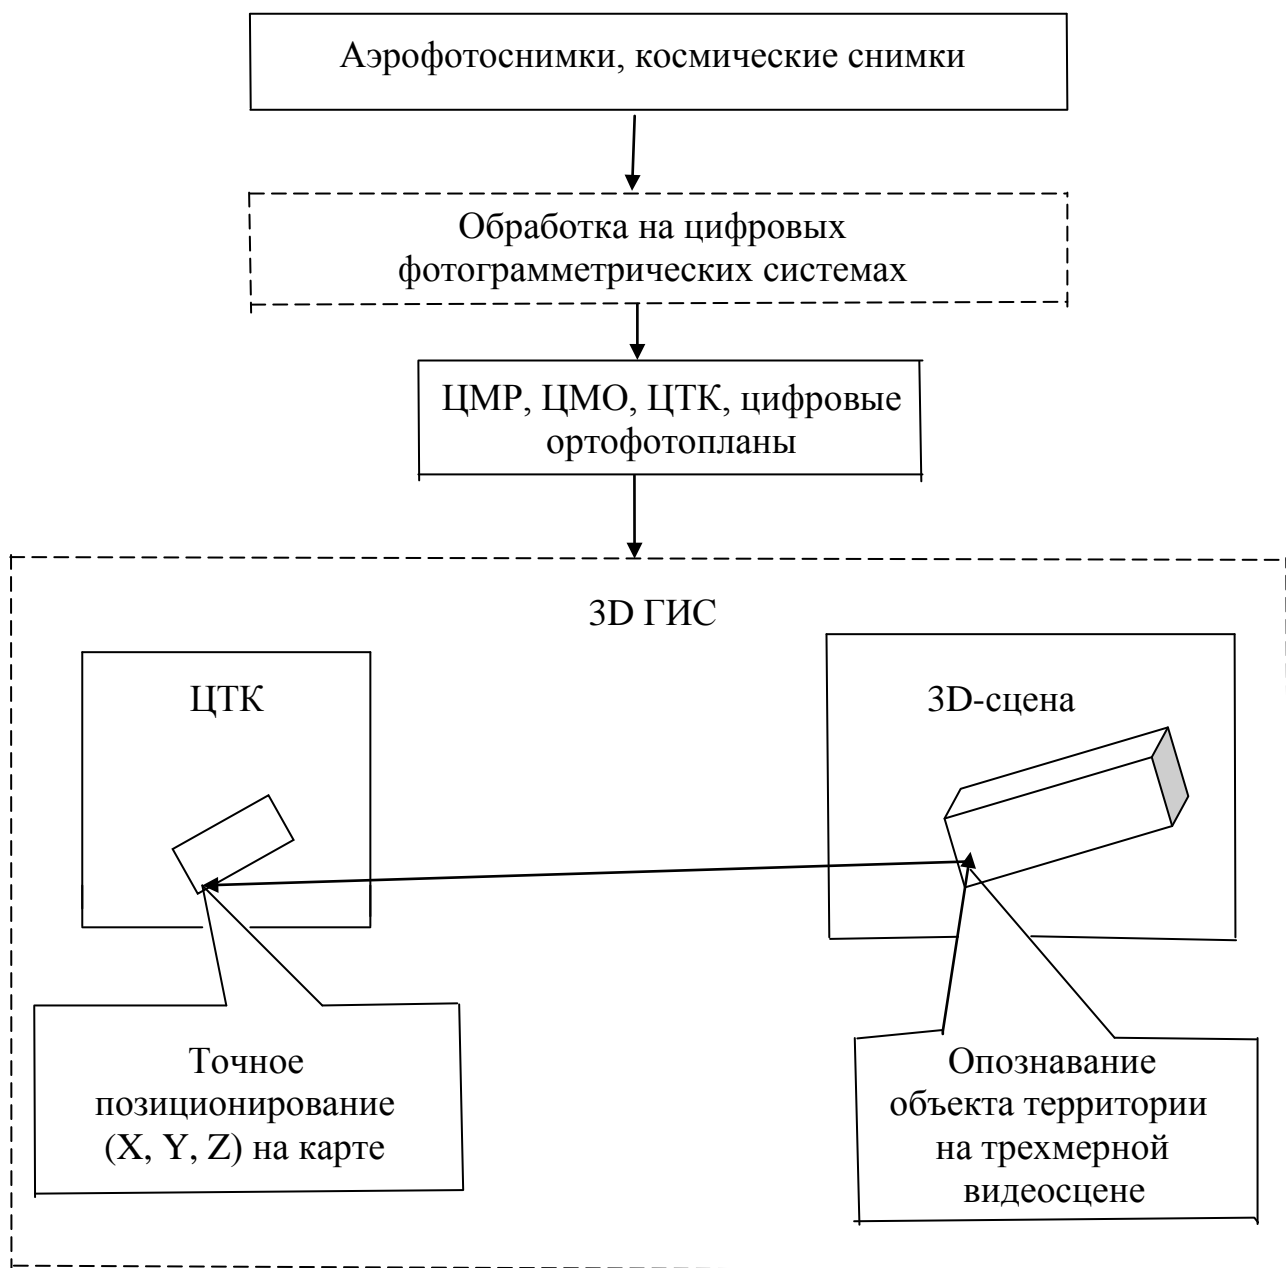 Аэрофотоснимки, космические снимки
Обработка на цифровых
фотограмметрических системах
ЦМР, ЦМО, ЦТК, цифровые
ортофотопланы
3D ГИС
ЦТК
3D-сцена
Точное
позиционирование
(X, Y, Z) на карте
Опознавание
объекта территории
на трехмерной
видеосцене